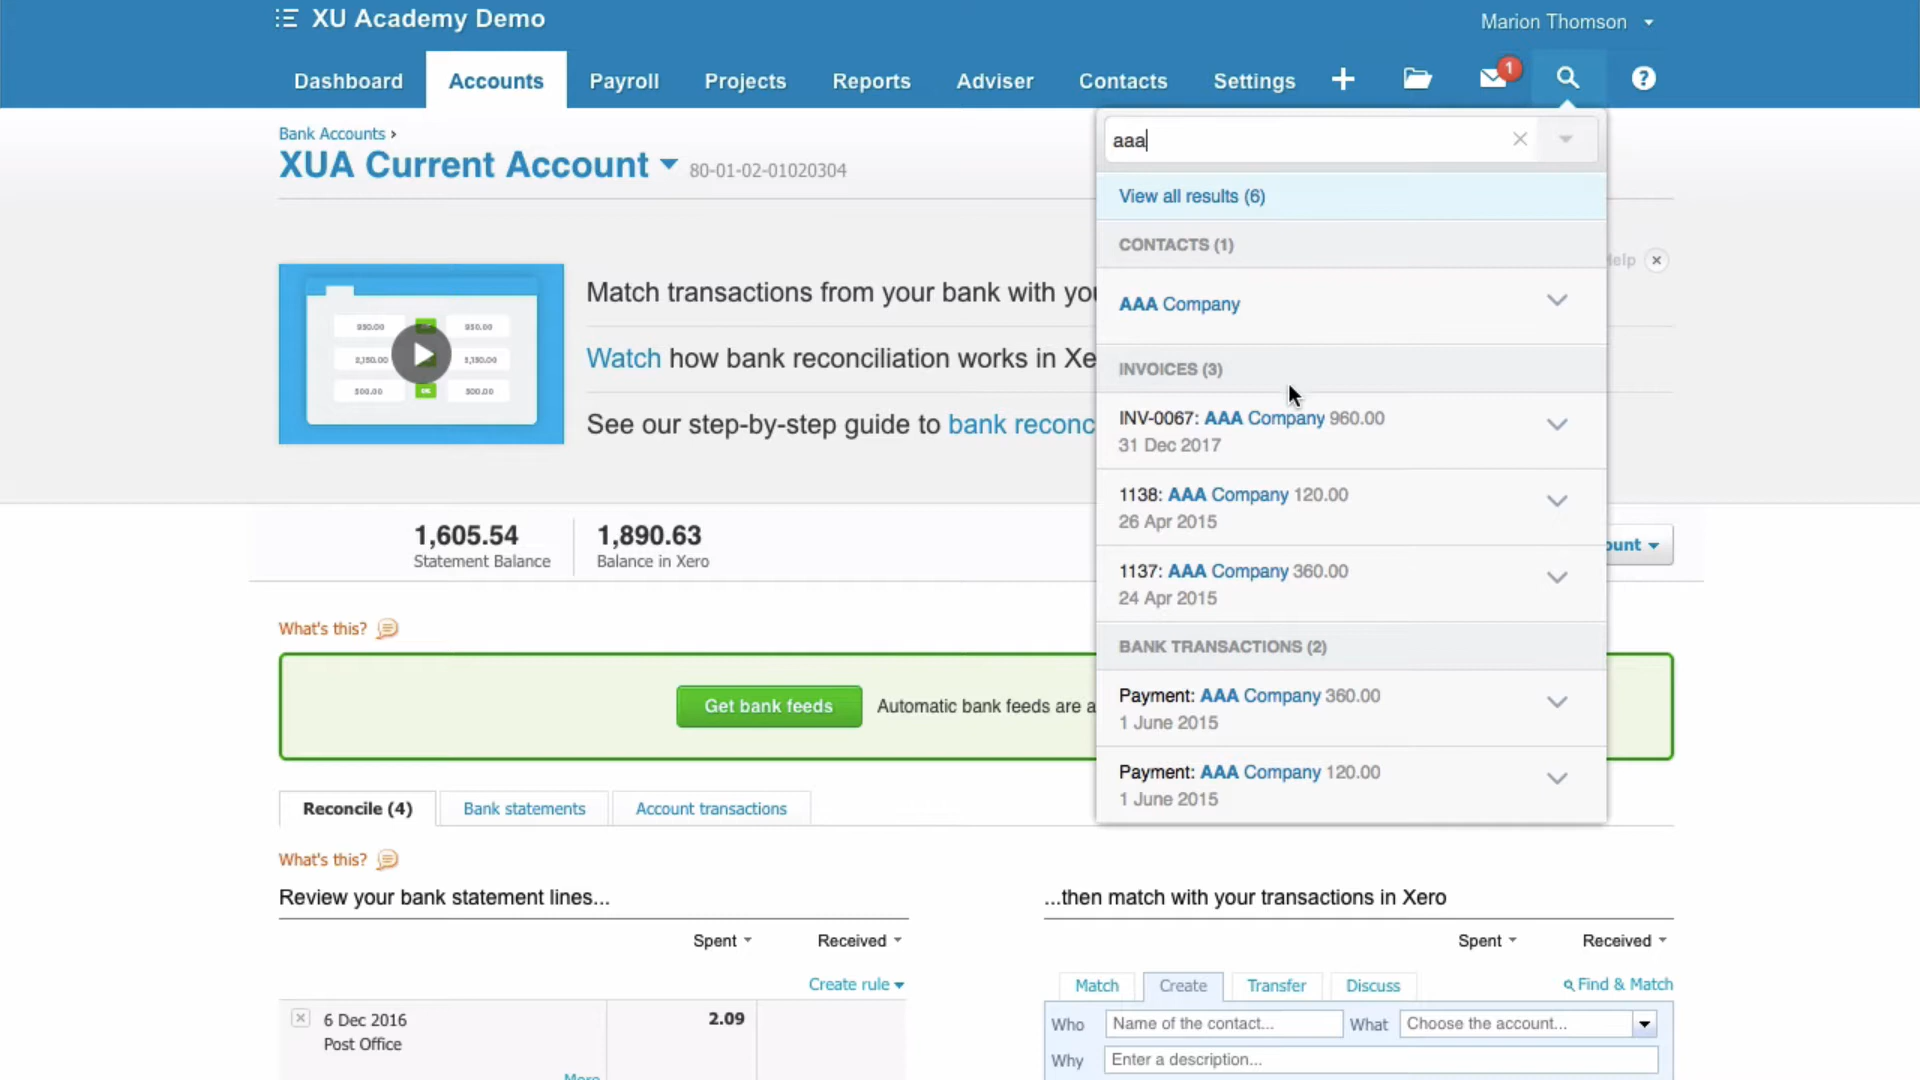 XU Academy Demo
Marion Thomson
Dashboard Accounts Payroll Projects Reports Adviser Contacts Settings 1
Bank Accounts ›
XUA Current Account 80-01-02-01020304
aaa
View all results (6)
CONTACTS (1)
AAA Company
INVOICES (3)
INV-0067: AAA Company 960.00
31 Dec 2017
1138: AAA Company 120.00
26 Apr 2015
1137: AAA Company 360.00
24 Apr 2015
BANK TRANSACTIONS (2)
Payment: AAA Company 360.00
1 June 2015
Payment: AAA Company 120.00
1 June 2015
elp
Match transactions from your bank with you
Watch how bank reconciliation works in Xe
See our step-by-step guide to bank reconc
500.00 500.00
1,605.54
Statement Balance
1,890.63
Balance in Xero
ount
What's this?
Get bank feeds Automatic bank feeds are a
Reconcile (4) Bank statements Account transactions
What's this?
Review your bank statement lines...
...then match with your transactions in Xero
Spent Received
Spent Received
Create rule
Match Create Transfer Discuss Find & Match
6 Dec 2016 2.09
Post Office
More
Who Name of the contact... What Choose the account...
Why Enter a description...